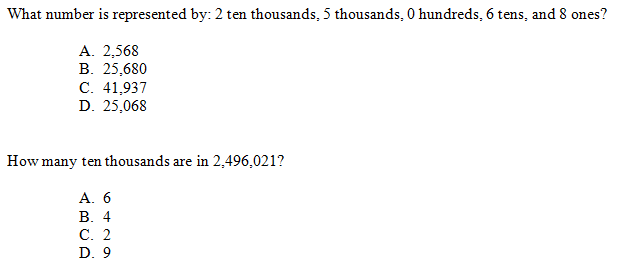 What number is represented by: 2 ten thousands, 5 thousands, 0 hundreds, 6 tens, and 8 ones?
A. 2,568
B. 25,680
C. 41,937
D. 25,068
How many ten thousands are in 2,496,021?
A. 6
B. 4
C. 2
D. 9